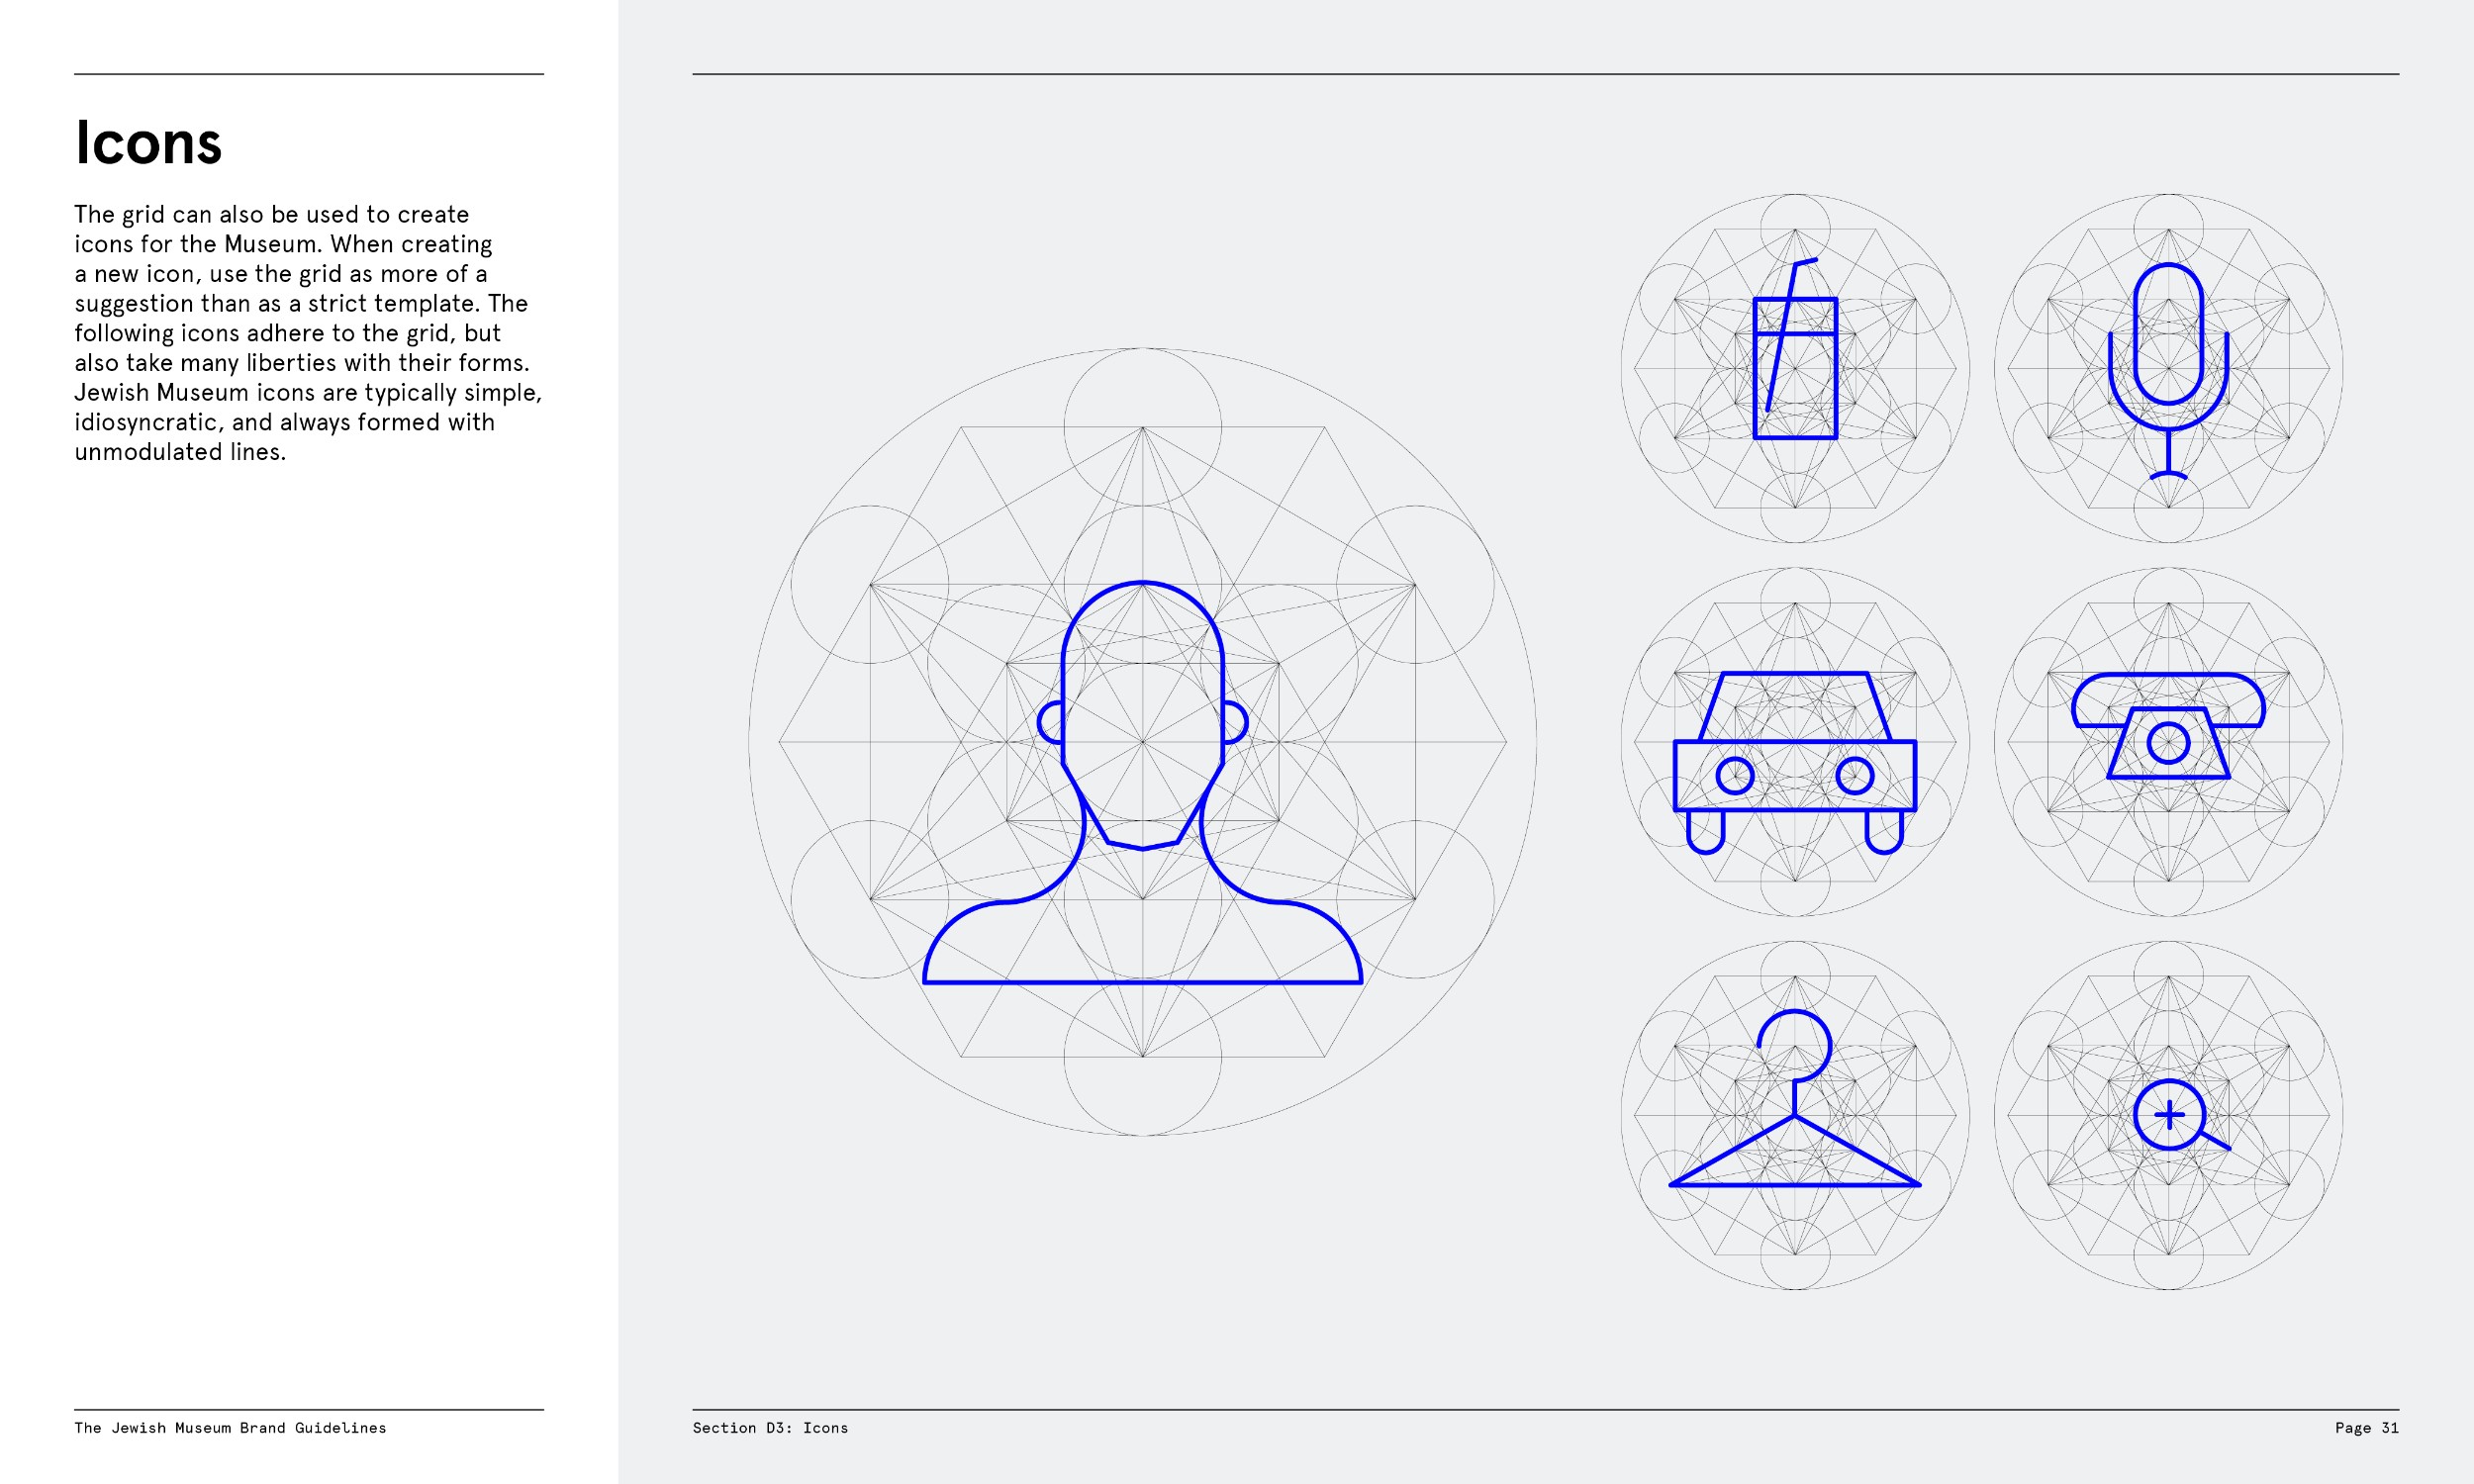 Icons
The grid can also be used to create
icons for the Museum. When creating
a new icon, use the grid as more of a
suggestion than as a strict template. The
following icons adhere to the grid, but
also take many liberties with their forms.
Jewish Museum icons are typically simple,
idiosyncratic, and always formed with
unmodulated lines.
The Jewish Museum Brand Guidelines
Section D3: Icons
Page 31